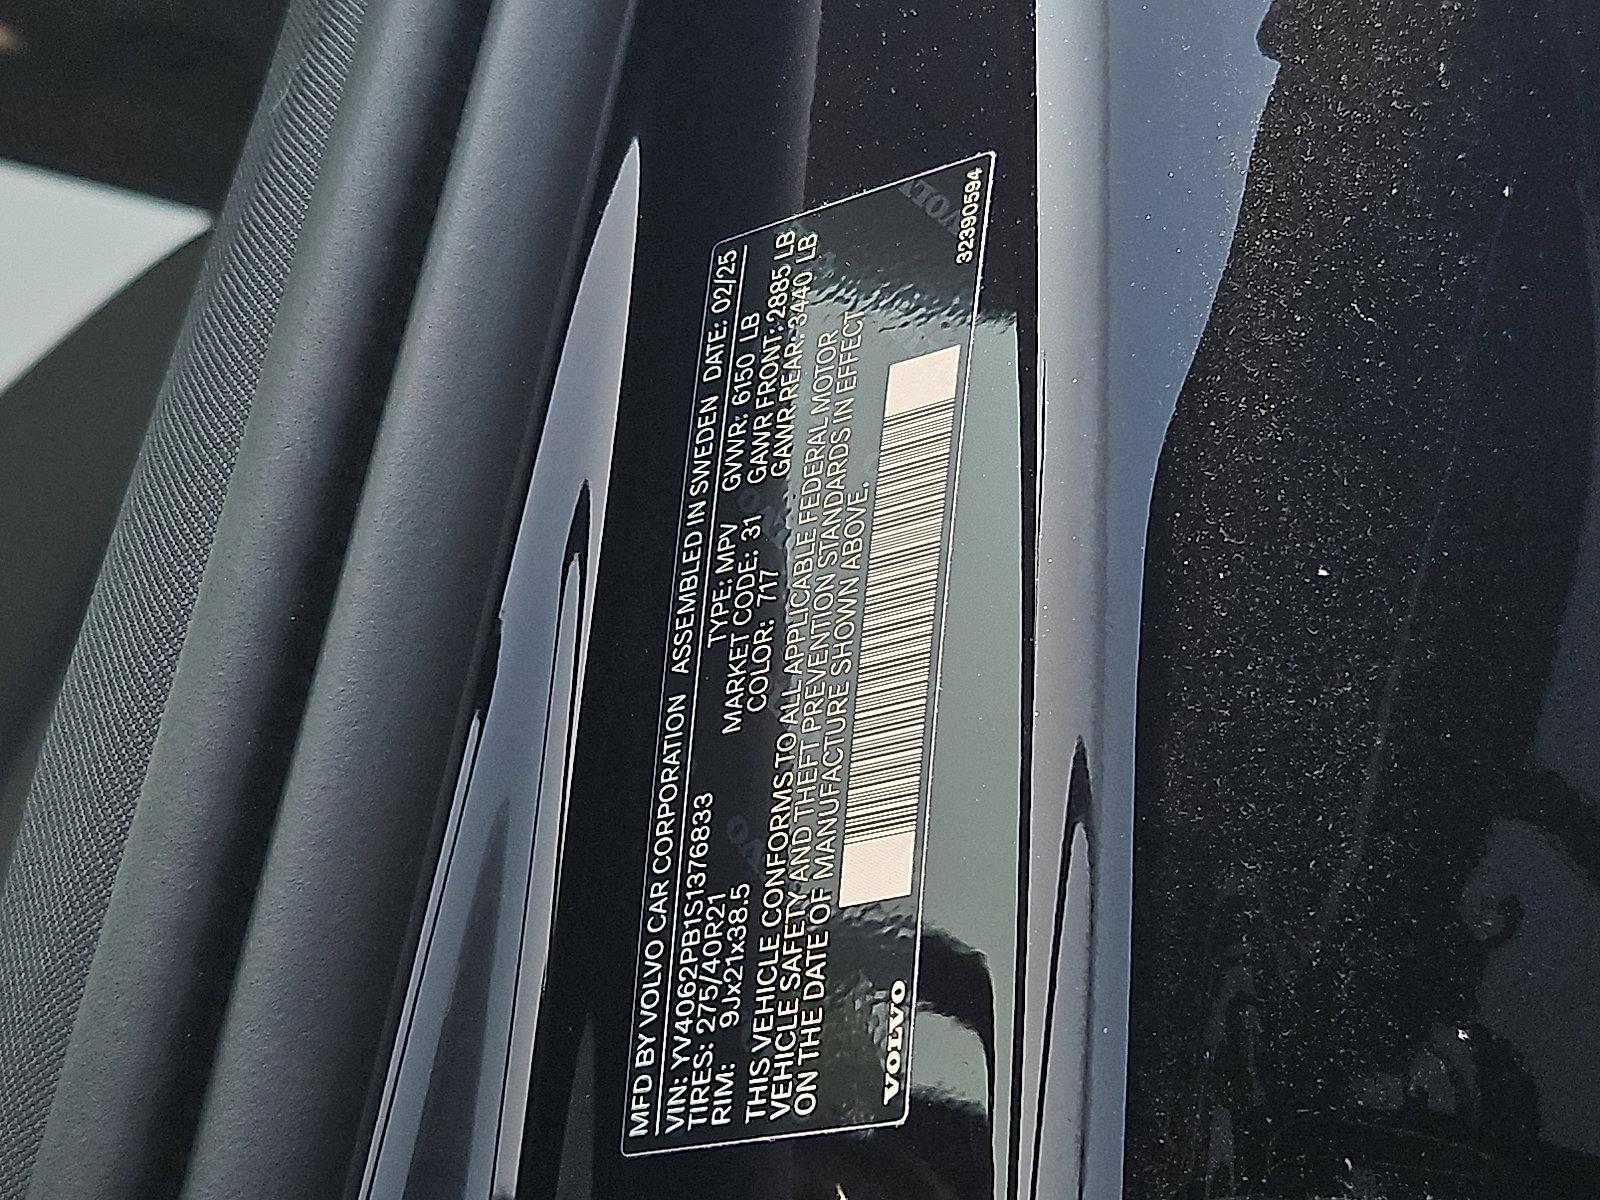 MFD BY VOLVO CAR CORPORATION ASSEMBLED IN SWEDEN DATE: 02/25
VIN: YV4062PB1S1376833 TYPE: MPV GVWR: 6150 LB
TIRES: 275/40R21 MARKET CODE: 31 GAWR FRONT: 2885 LB
RIM: 9Jx21x38.5 COLOR: 717 GAWR REAR: 3440 LB
THIS VEHICLE CONFORMS TO ALL APPLICABLE FEDERAL MOTOR
VEHICLE SAFETY AND THEFT PREVENTION STANDARDS IN EFFECT
ON THE DATE OF MANUFACTURE SHOWN ABOVE.
VOLVO
32390594